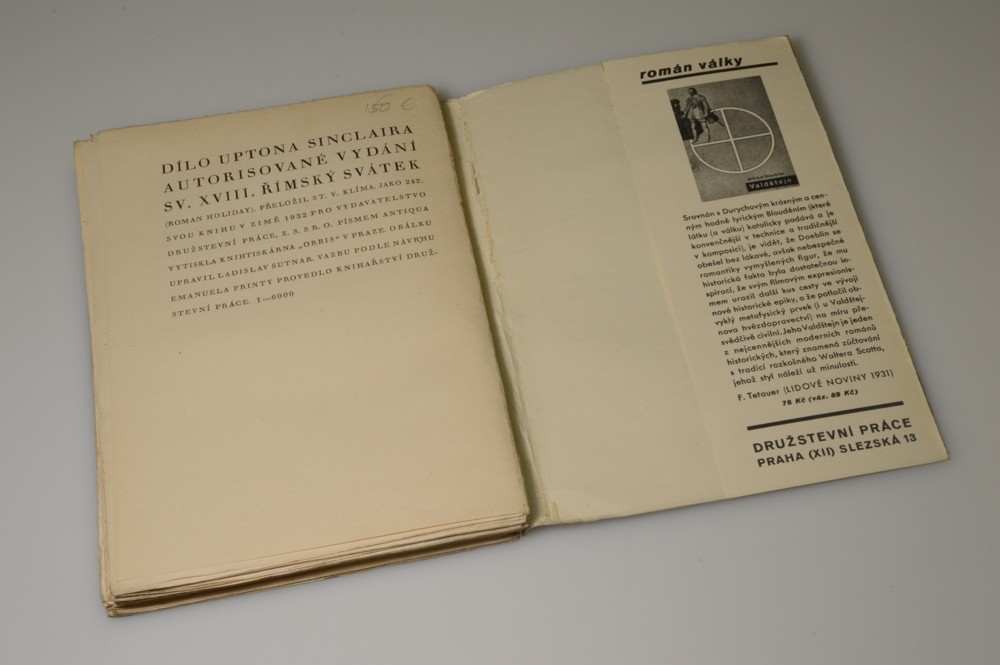 150 €
DÍLO UPTONA SINCLAIRA
AUTORISOVANÉ VYDÁNÍ
SV. XVIII. ŘÍMSKÝ SVÁTEK
(ROMAN HOLIDAY). PŘELOŽIL ST. V. KLÍMA. JAKO 242.
SVOU KNIHU V ZIMĚ 1932 PRO VYDAVATELSTVO
DRUŽSTEVNÍ PRÁCE, Z. S. S R. O. PÍSMEM ANTIQUA
VYTISKLA KNIHTISKÁRNA „ORBIS“ V PRAZE. OBÁLKU
UPRAVIL LADISLAV SUTNAR. VAZBU PODLE NÁVRHU
EMANUELA PRINTY PROVEDLO KNIHAŘSTVÍ DRUŽ-
STEVNÍ PRÁCE. 1—6000
román války
Valdštejn
Srovnán s Durychovým krásným a cen-
ným hodně lyrickým Blouděním (které
látku (a válku) katolicky podává a je
konvenčnější v technice a tradičnější
v komposici), je vidět, že Doeblin se
obešel bez lákavé, avšak nebezpečné
romantiky vymyšlených figur, že mu
historická fakta byla dostatečnou in-
spirací, že svým filmovým expresionis-
mem urazil další kus cesty ve vývoji
nové historické epiky, a že potlačil ob-
vyklý metafysický prvek (i u Valdštej-
nova hvězdopravectví) na míru pře-
svědčivě civilní. Jeho Valdštejn je jeden
z nejcennějších moderních románů
historických, který znamená zúčtování
s tradicí rozkošného Waltera Scotta,
jehož styl náleží už minulosti.
F. Tetauer (LIDOVÉ NOVINY 1931)
75 Kč (váz. 89 Kč)
DRUŽSTEVNÍ PRÁCE
PRAHA (XII) SLEZSKÁ 13